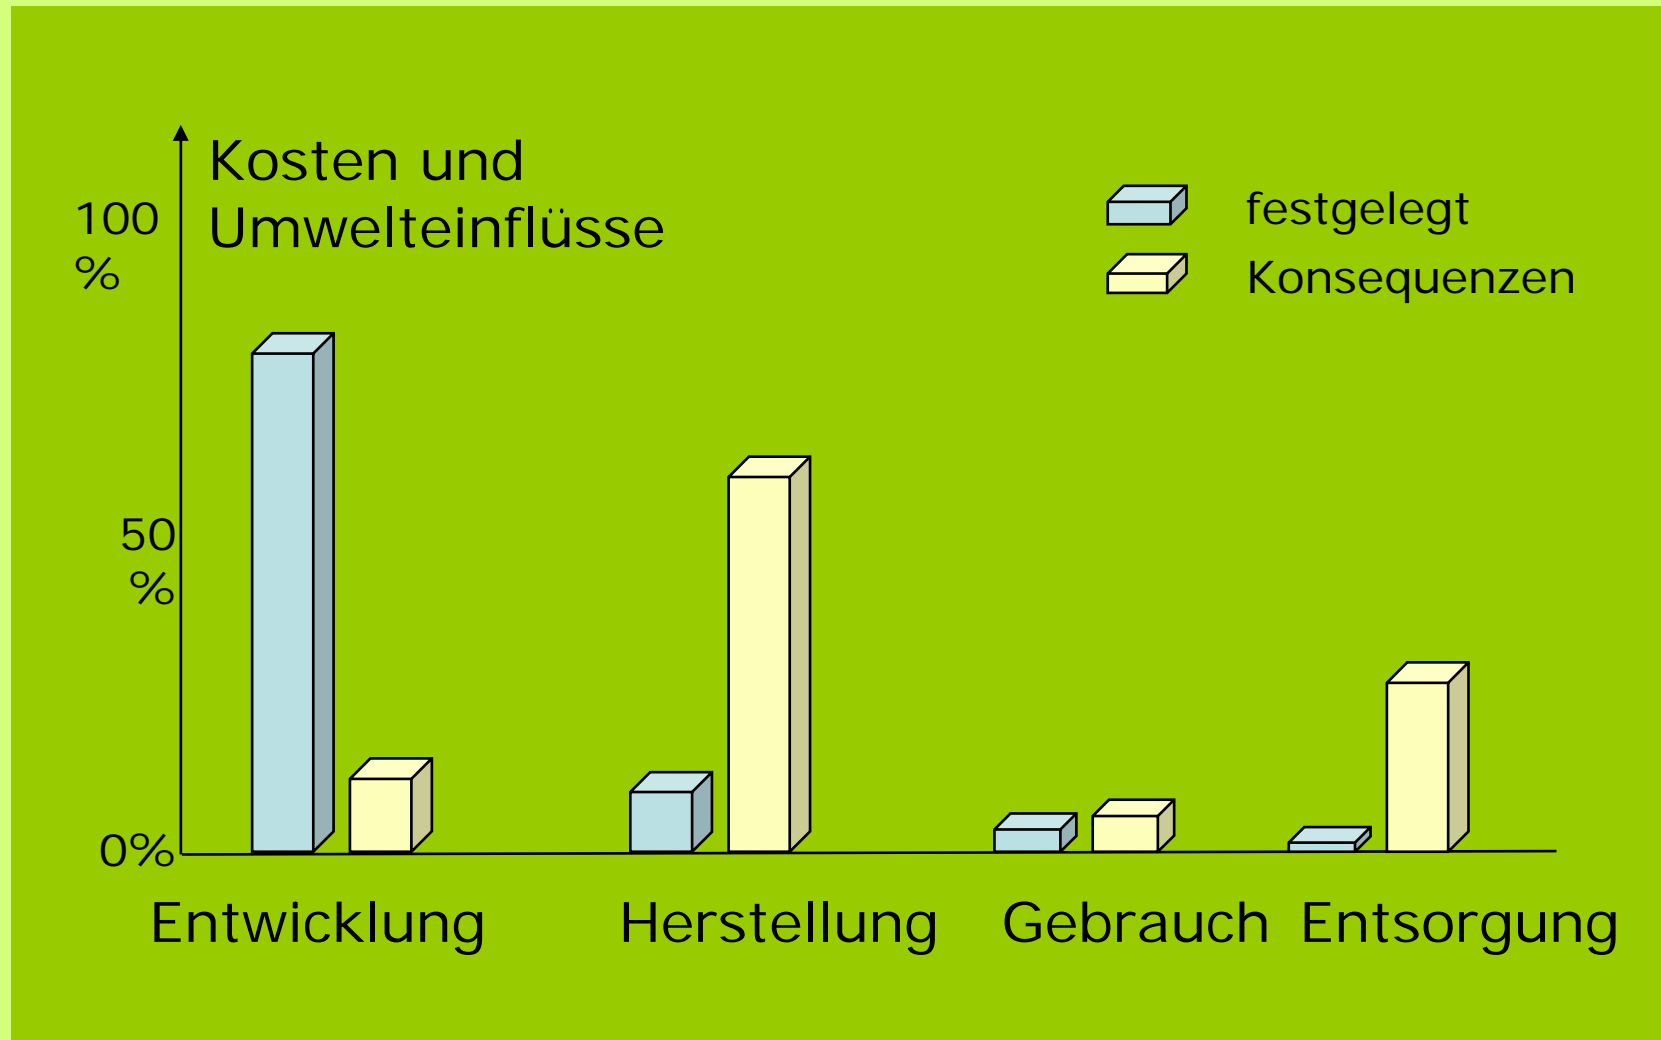 Kosten und
Umwelteinflüsse
100
%
50
%
0%
festgelegt
Konsequenzen
Entwicklung Herstellung Gebrauch Entsorgung